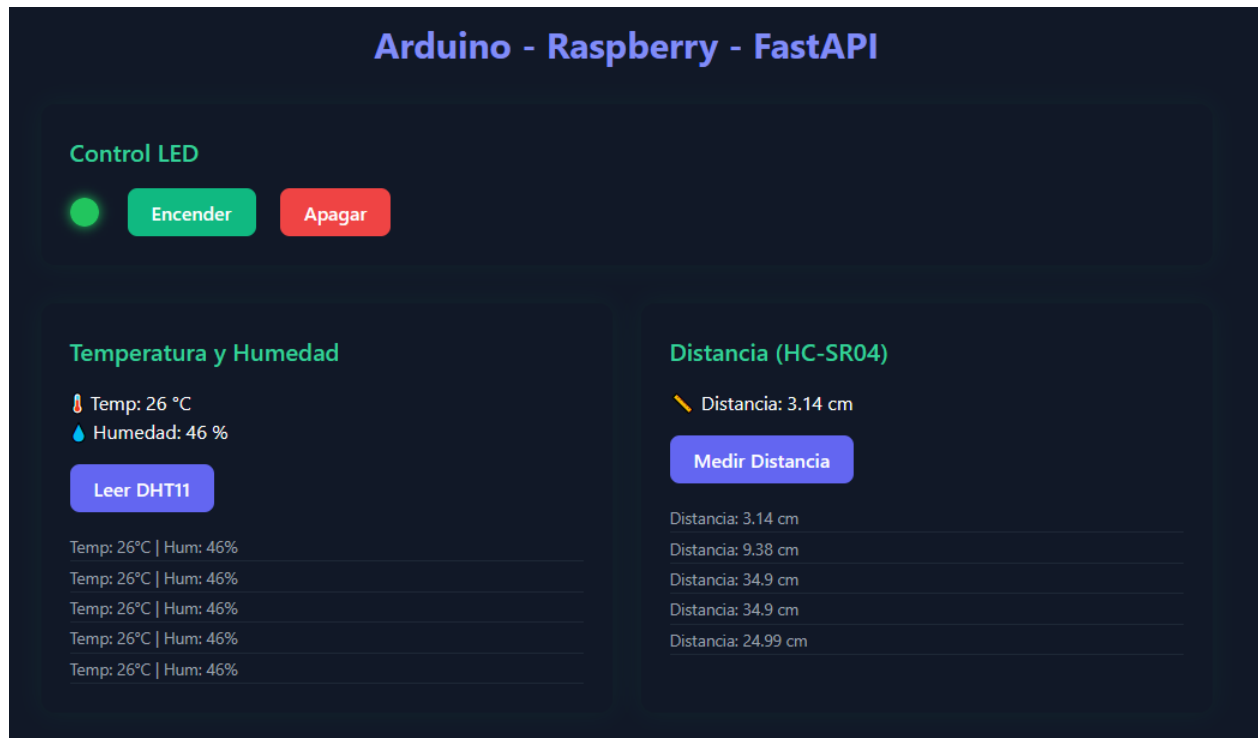 Arduino - Raspberry - FastAPI
Control LED
Encender
Apagar
Temperatura y Humedad
🌡️ Temp: 26 °C
💧 Humedad: 46 %
Leer DHT11
Temp: 26°C | Hum: 46%
Temp: 26°C | Hum: 46%
Temp: 26°C | Hum: 46%
Temp: 26°C | Hum: 46%
Temp: 26°C | Hum: 46%
Distancia (HC-SR04)
📏 Distancia: 3.14 cm
Medir Distancia
Distancia: 3.14 cm
Distancia: 9.38 cm
Distancia: 34.9 cm
Distancia: 34.9 cm
Distancia: 24.99 cm